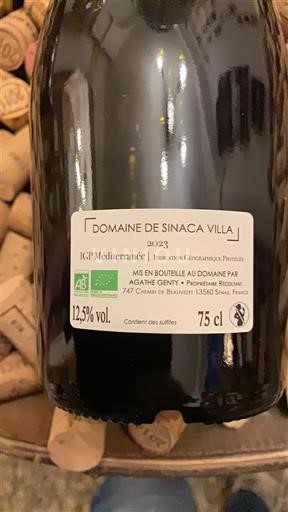 DOMAINE DE SINACA VILLA
2023
IGP Méditerranée | INDICATION GÉOGRAPHIQUE PROTÉGÉE
MIS EN BOUTEILLE AU DOMAINE PAR
AGATHE GENTY • PROPRIÉTAIRE RÉCOLTANT
747 CHEMIN DE BEAUVEZET 13560 SÉNAS, FRANCE
AB
12,5% vol.
Contient des sulfites
75 cl